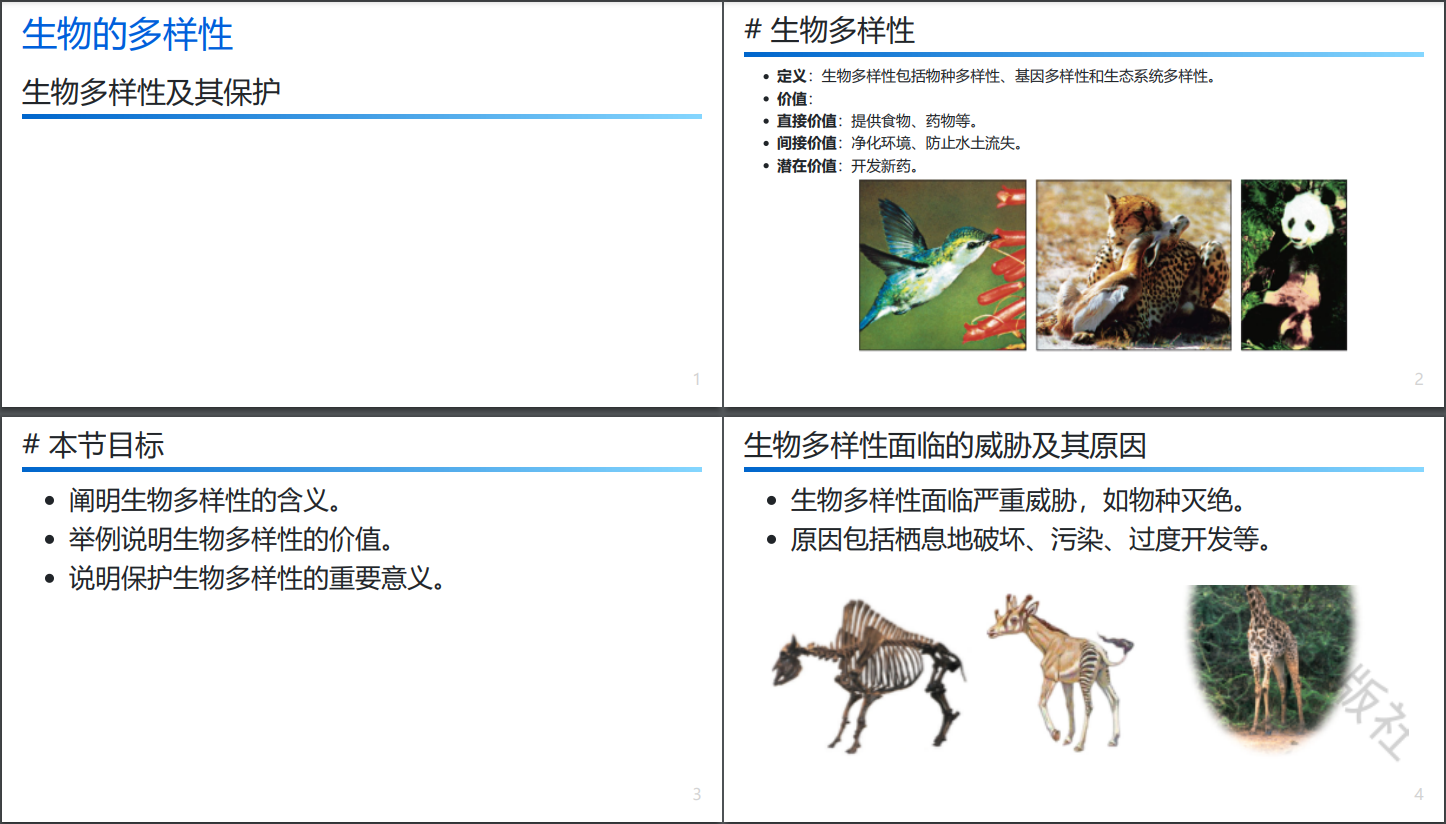 生物的多样性
生物多样性及其保护
1
# 生物多样性
定义：生物多样性包括物种多样性、基因多样性和生态系统多样性。
价值：
直接价值：提供食物、药物等。
间接价值：净化环境、防止水土流失。
潜在价值：开发新药。
2
# 本节目标
阐明生物多样性的含义。
举例说明生物多样性的价值。
说明保护生物多样性的重要意义。
3
生物多样性面临的威胁及其原因
生物多样性面临严重威胁，如物种灭绝。
原因包括栖息地破坏、污染、过度开发等。
版社
4